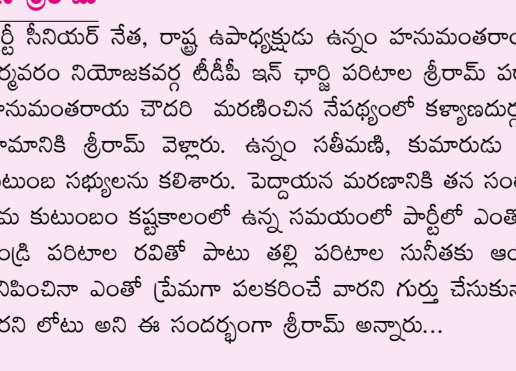 ర్టీ సీనియర్ నేత, రాష్ట్ర ఉపాధ్యక్షుడు ఉన్నం హనుమంతరా
ర్మవరం నియోజకవర్గ టీడీపీ ఇన్ ఛార్జి పరిటాల శ్రీరామ్ ప
నుమంతరాయ చౌదరి మరణించిన నేపథ్యంలో కళ్యాణదుర్గ
ామానికి శ్రీరామ్ వెళ్లారు. ఉన్నం సతీమణి, కుమారుడు
టుంబ సభ్యులను కలిశారు. పెద్దాయన మరణానికి తన సం
మ కుటుంబం కష్టకాలంలో ఉన్న సమయంలో పార్టీలో ఎంతో
ండ్రి పరిటాల రవితో పాటు తల్లి పరిటాల సునీతకు అం
నిపించినా ఎంతో ప్రేమగా పలకరించే వారని గుర్తు చేసుకు
రని లోటు అని ఈ సందర్భంగా శ్రీరామ్ అన్నారు...